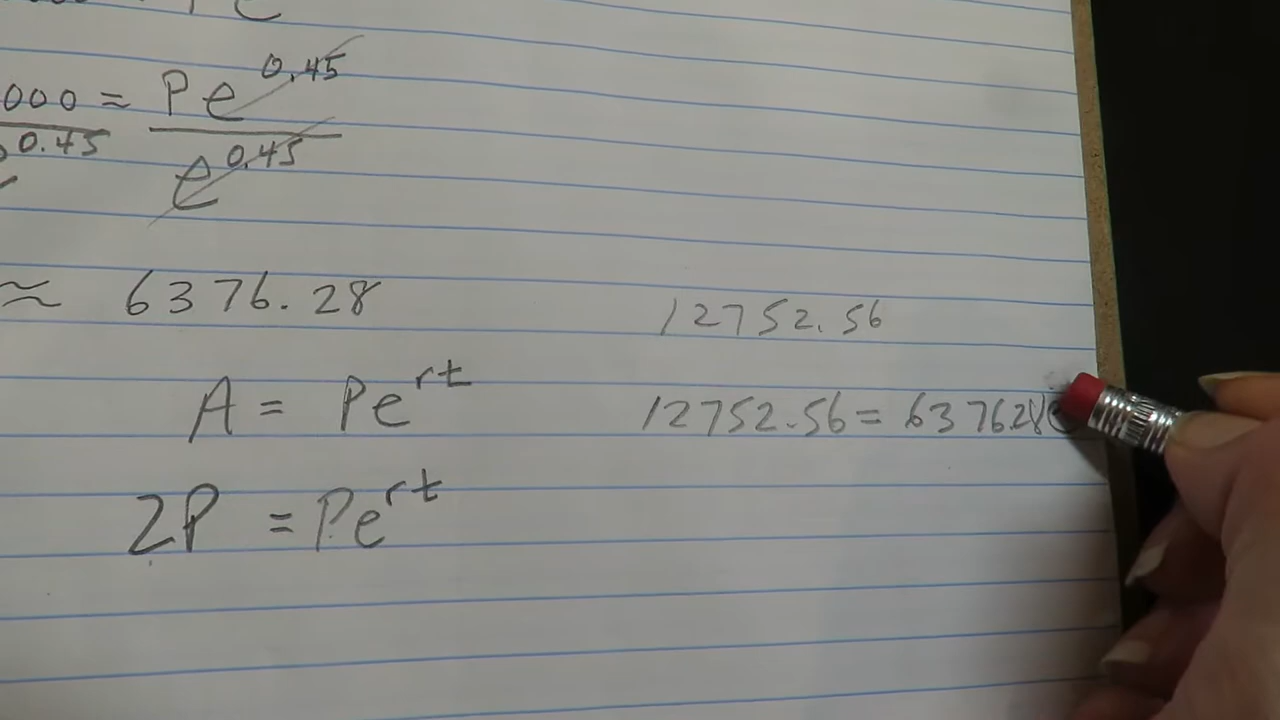 000 = Pe^0.45
0.45 e^0.45
≈ 6376.28
12752.56
A = Pe^rt
12752.56 = 6376.28e
2P = Pe^rt